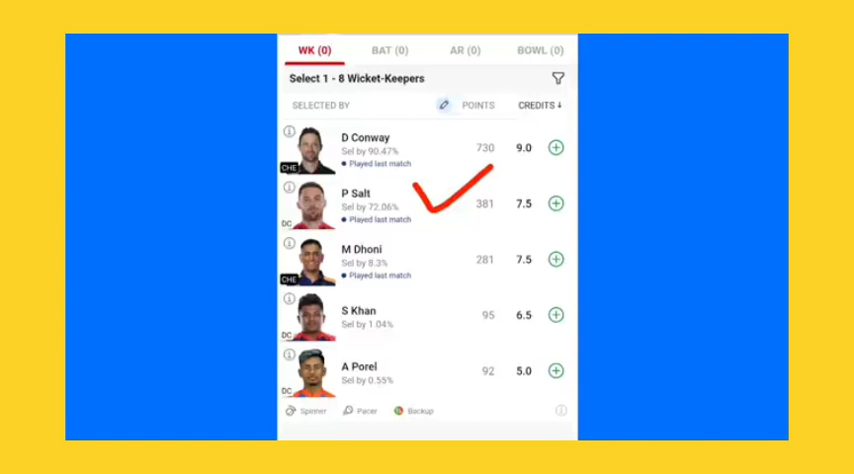 WK (0) BAT (0) AR (0) BOWL (0)
Select 1 - 8 Wicket-Keepers
SELECTED BY POINTS CREDITS ↓
D Conway
Sel by 90.47% 730 9.0
Played last match
CHE
P Salt
Sel by 72.06% 381 7.5
Played last match
DC
M Dhoni
Sel by 8.3% 281 7.5
Played last match
CHE
S Khan
Sel by 1.04% 95 6.5
DC
A Porel
Sel by 0.55% 92 5.0
DC
Spinner Pacer Backup